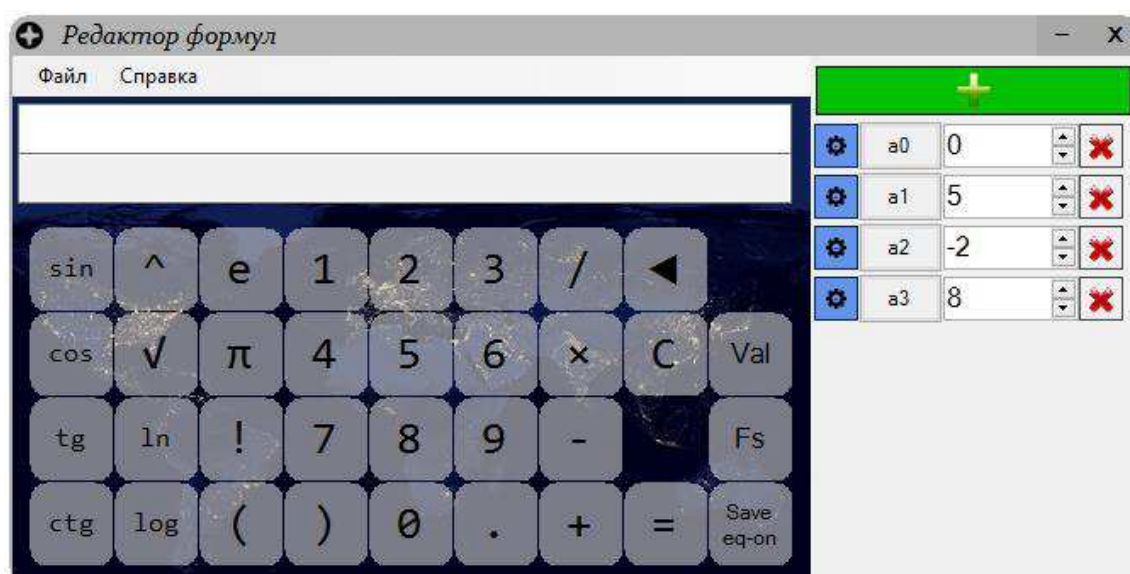 Редактор формул – X
Файл Справка
a0 0
a1 5
a2 -2
a3 8
sin ^ e 1 2 3 / ◀
cos √ π 4 5 6 × C Val
tg ln ! 7 8 9 - Fs
ctg log ( ) 0 . + = Save eq-on